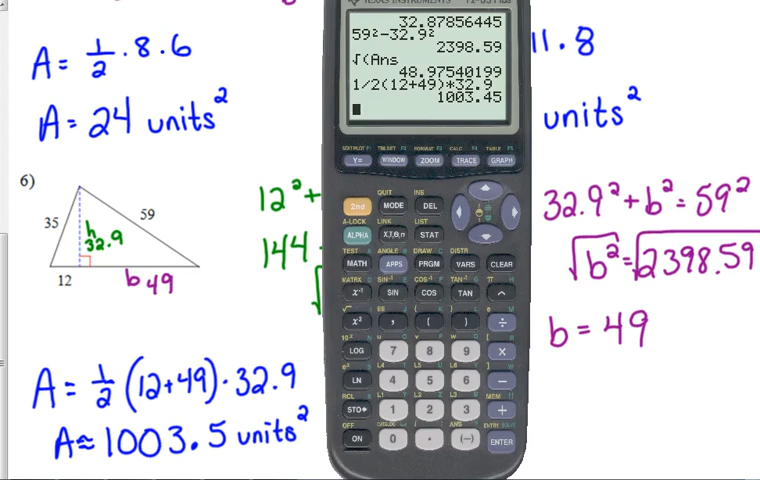 A = 1/2 · 8 · 6
A = 24 units²
11 · 8
units²
6)
35
59
h
32.9
12
b 49
12² +
144
√
32.9² + b² = 59²
√b² = √2398.59
b = 49
A = 1/2 (12 + 49) · 32.9
A ≈ 1003.5 units²
32.87856445
59²-32.9²
2398.59
√(Ans
48.97540199
1/2(12+49)*32.9
1003.45
Y= WINDOW ZOOM TRACE GRAPH
QUIT INS
2nd MODE DEL
A-LOCK LINK LIST
ALPHA X,T,θ,n STAT
TEST A ANGLE B DRAW C DISTR
MATH APPS PRGM VARS CLEAR
MATRX D SIN⁻¹ E COS⁻¹ F TAN⁻¹ G π H
x⁻¹ SIN COS TAN ^
x² , ( ) ÷
LOG 7 8 9 ×
LN 4 5 6 −
RCL
STO▸ 1 2 3 +
OFF
ON 0 . (−) ENTER